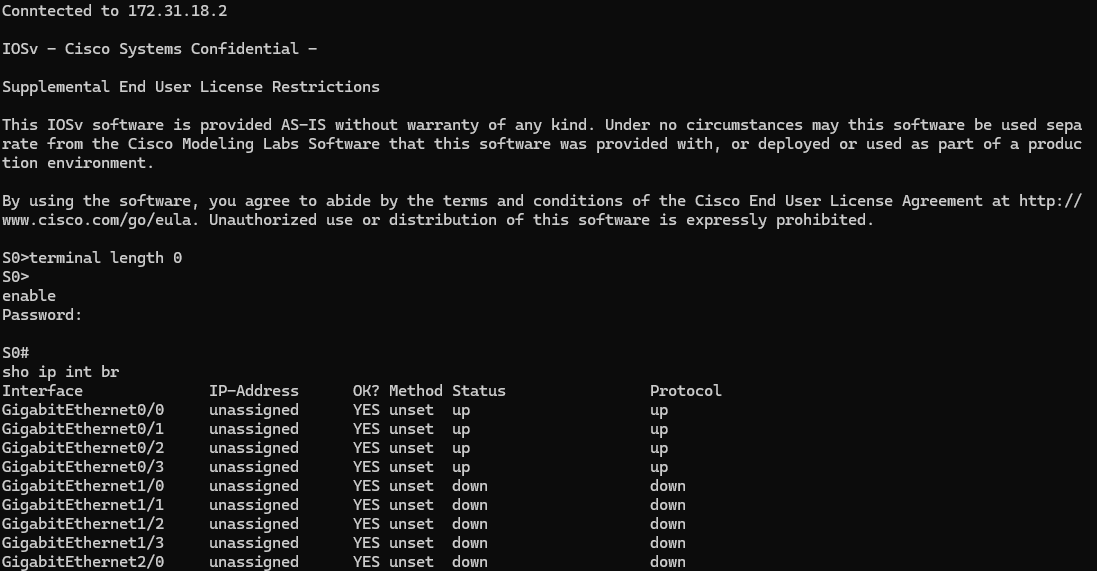 Conntected to 172.31.18.2
IOSv - Cisco Systems Confidential -
Supplemental End User License Restrictions
This IOSv software is provided AS-IS without warranty of any kind. Under no circumstances may this software be used sepa
rate from the Cisco Modeling Labs Software that this software was provided with, or deployed or used as part of a produc
tion environment.
By using the software, you agree to abide by the terms and conditions of the Cisco End User License Agreement at http://
www.cisco.com/go/eula. Unauthorized use or distribution of this software is expressly prohibited.
S0>terminal length 0
S0>
enable
Password:
S0#
sho ip int br
Interface              IP-Address      OK? Method Status                Protocol
GigabitEthernet0/0     unassigned      YES unset  up                    up
GigabitEthernet0/1     unassigned      YES unset  up                    up
GigabitEthernet0/2     unassigned      YES unset  up                    up
GigabitEthernet0/3     unassigned      YES unset  up                    up
GigabitEthernet1/0     unassigned      YES unset  down                  down
GigabitEthernet1/1     unassigned      YES unset  down                  down
GigabitEthernet1/2     unassigned      YES unset  down                  down
GigabitEthernet1/3     unassigned      YES unset  down                  down
GigabitEthernet2/0     unassigned      YES unset  down                  down